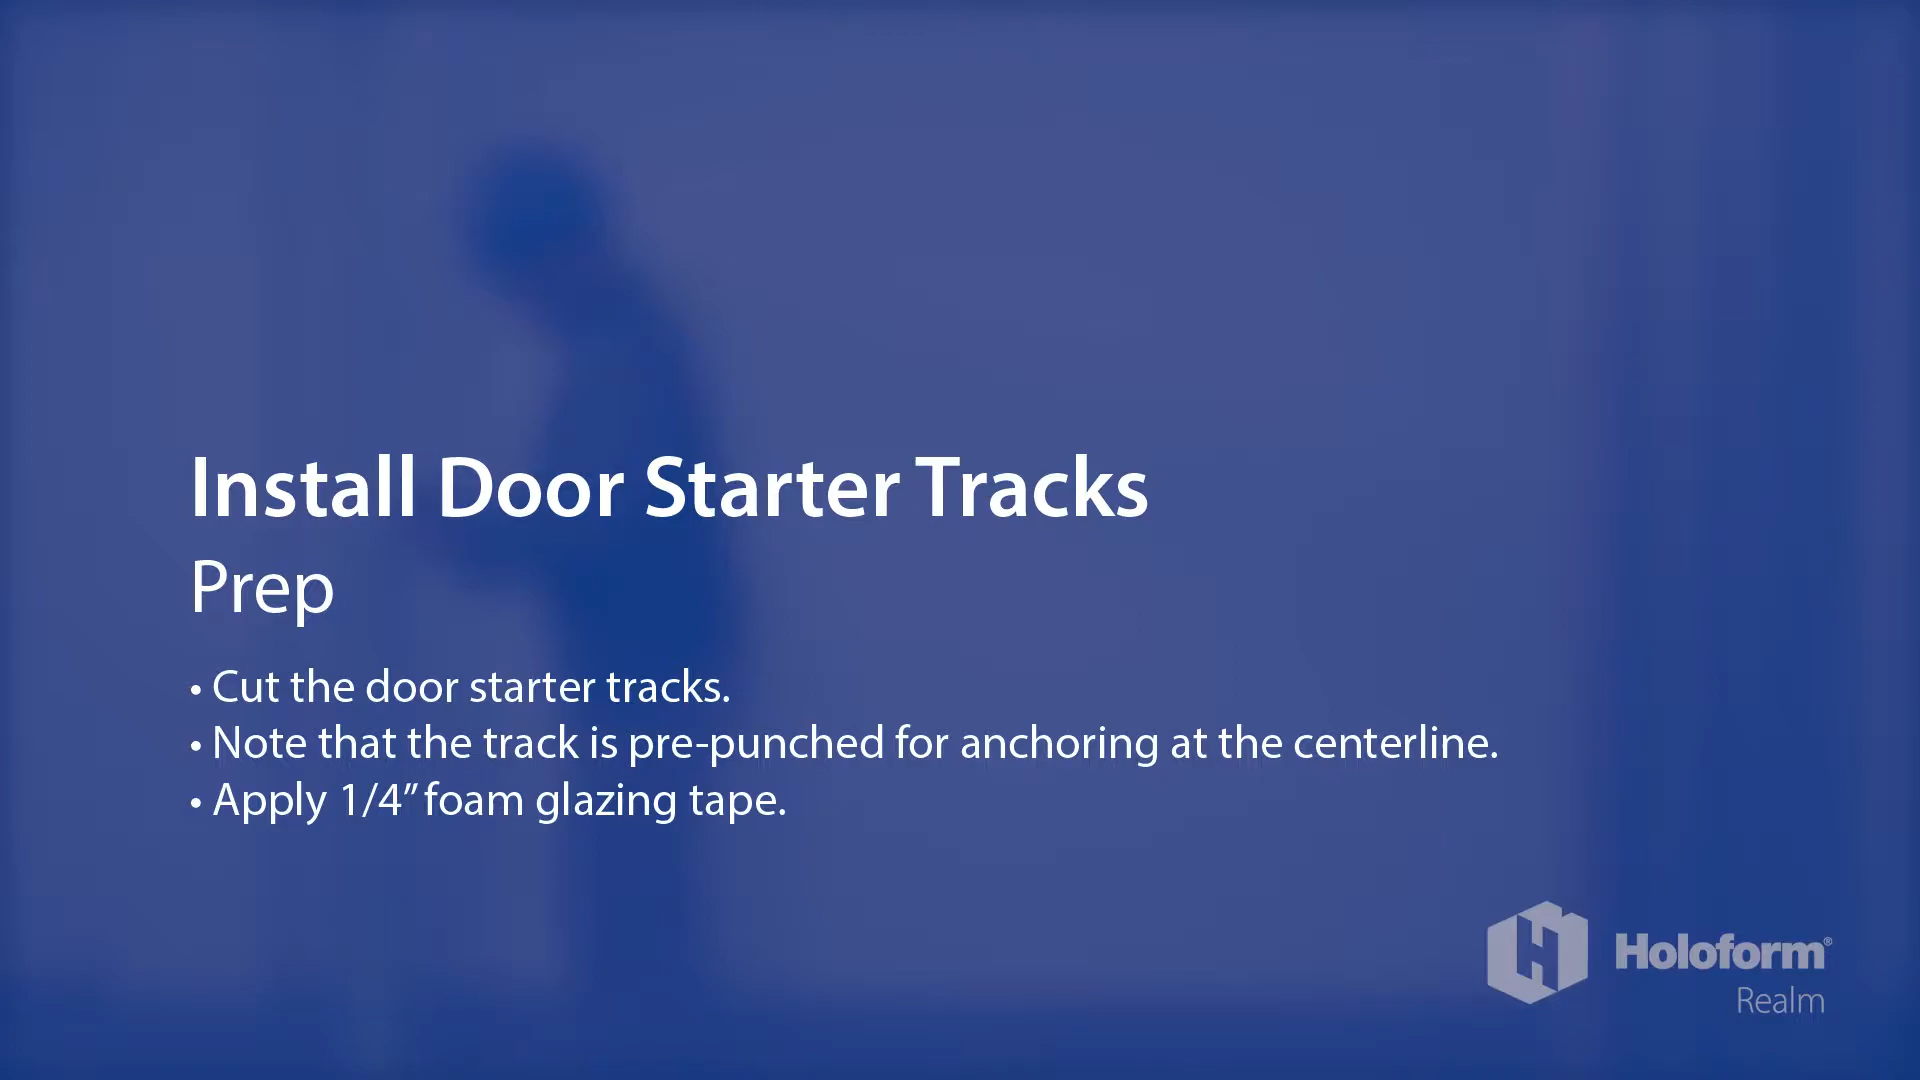 Install Door Starter Tracks
Prep
• Cut the door starter tracks.
• Note that the track is pre-punched for anchoring at the centerline.
• Apply 1/4” foam glazing tape.
Holoform®
Realm